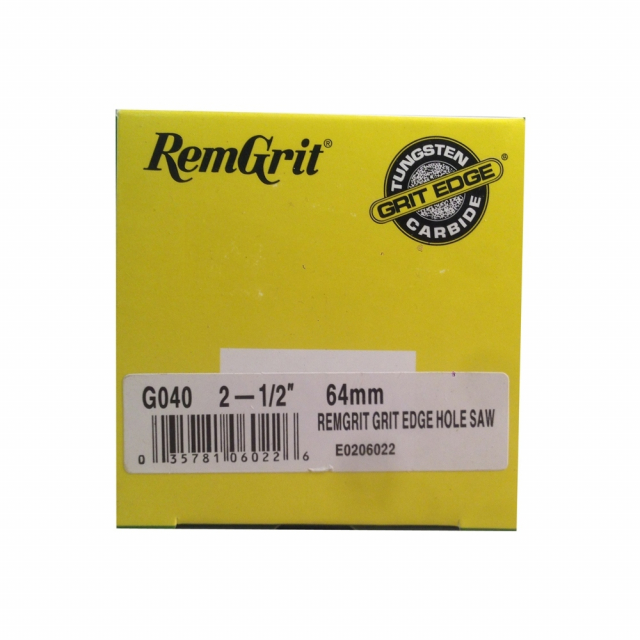 RemGrit®
TUNGSTEN
GRIT EDGE®
CARBIDE
G040 2-1/2" 64mm
REMGRIT GRIT EDGE HOLE SAW
E0206022
0 35781 06022 6